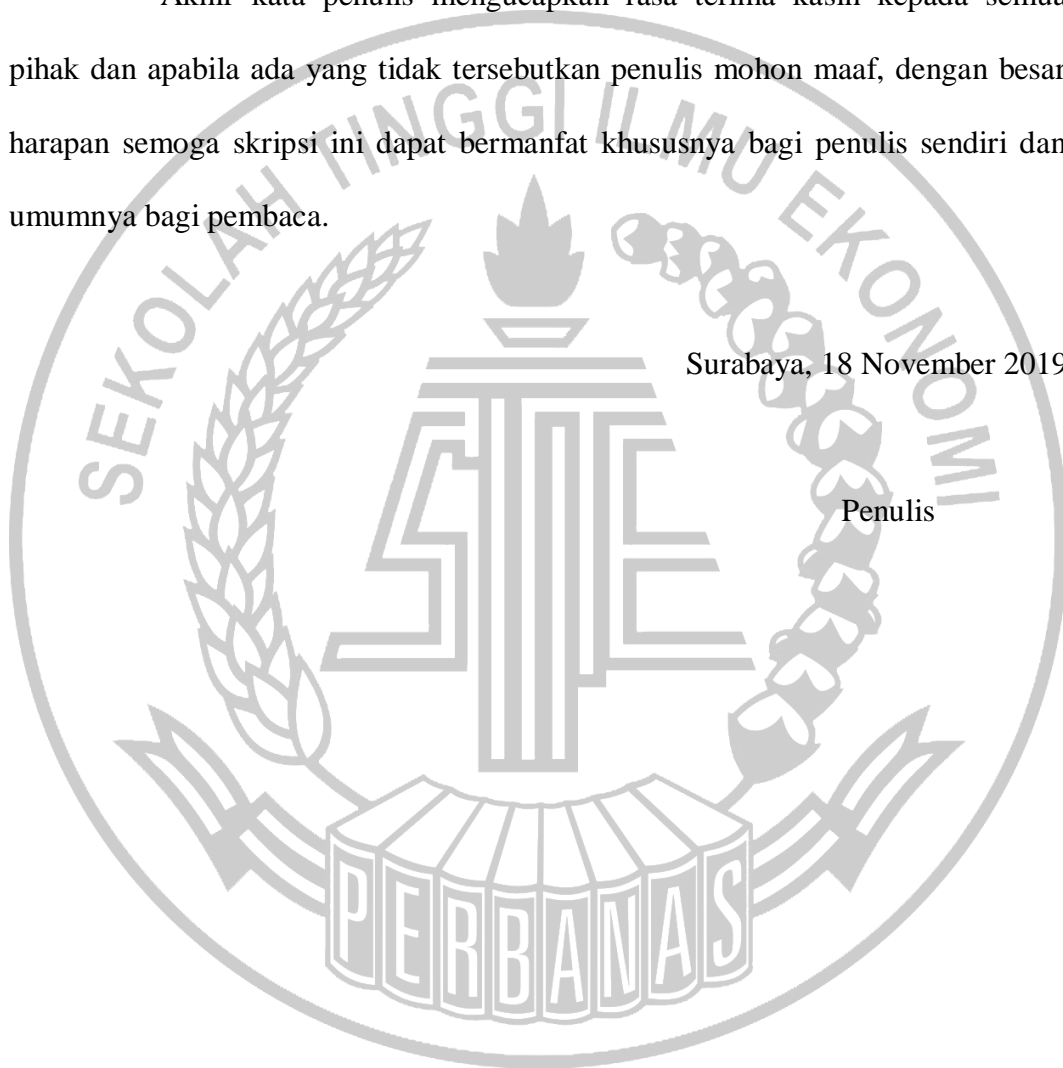 Akhir kata penulis mengucapkan rasa terima kasih kepada semua
pihak dan apabila ada yang tidak tersebutkan penulis mohon maaf, dengan besar
harapan semoga skripsi ini dapat bermanfat khususnya bagi penulis sendiri dan
umumnya bagi pembaca.
Surabaya, 18 November 2019
Penulis
SEKOLAH TINGGI ILMU EKONOMI
STIE
PERBANAS